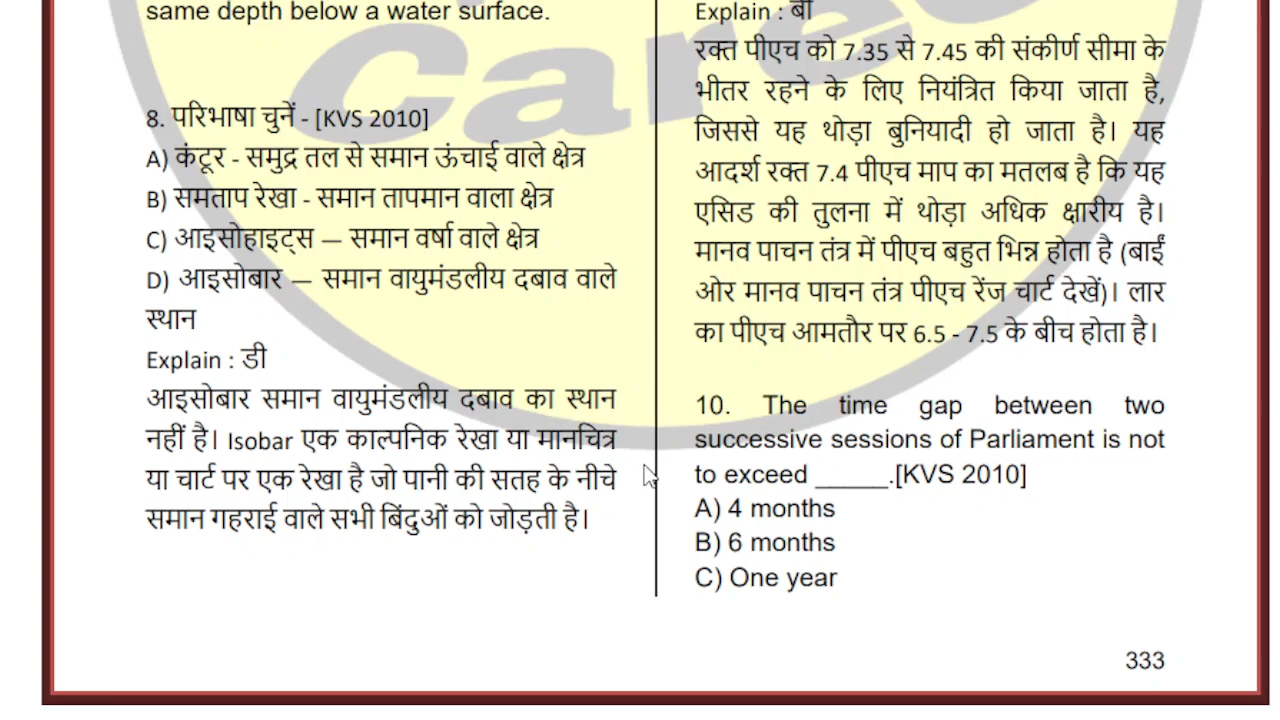 same depth below a water surface.
8. परिभाषा चुनें - [KVS 2010]
A) कंटूर - समुद्र तल से समान ऊंचाई वाले क्षेत्र
B) समताप रेखा - समान तापमान वाला क्षेत्र
C) आइसोहाइट्स — समान वर्षा वाले क्षेत्र
D) आइसोबार — समान वायुमंडलीय दबाव वाले
स्थान
Explain : डी
आइसोबार समान वायुमंडलीय दबाव का स्थान
नहीं है। Isobar एक काल्पनिक रेखा या मानचित्र
या चार्ट पर एक रेखा है जो पानी की सतह के नीचे
समान गहराई वाले सभी बिंदुओं को जोड़ती है।
Explain : बी
रक्त पीएच को 7.35 से 7.45 की संकीर्ण सीमा के
भीतर रहने के लिए नियंत्रित किया जाता है,
जिससे यह थोड़ा बुनियादी हो जाता है। यह
आदर्श रक्त 7.4 पीएच माप का मतलब है कि यह
एसिड की तुलना में थोड़ा अधिक क्षारीय है।
मानव पाचन तंत्र में पीएच बहुत भिन्न होता है (बाईं
ओर मानव पाचन तंत्र पीएच रेंज चार्ट देखें)। लार
का पीएच आमतौर पर 6.5 - 7.5 के बीच होता है।
10. The time gap between two
successive sessions of Parliament is not
to exceed _____.[KVS 2010]
A) 4 months
B) 6 months
C) One year
333